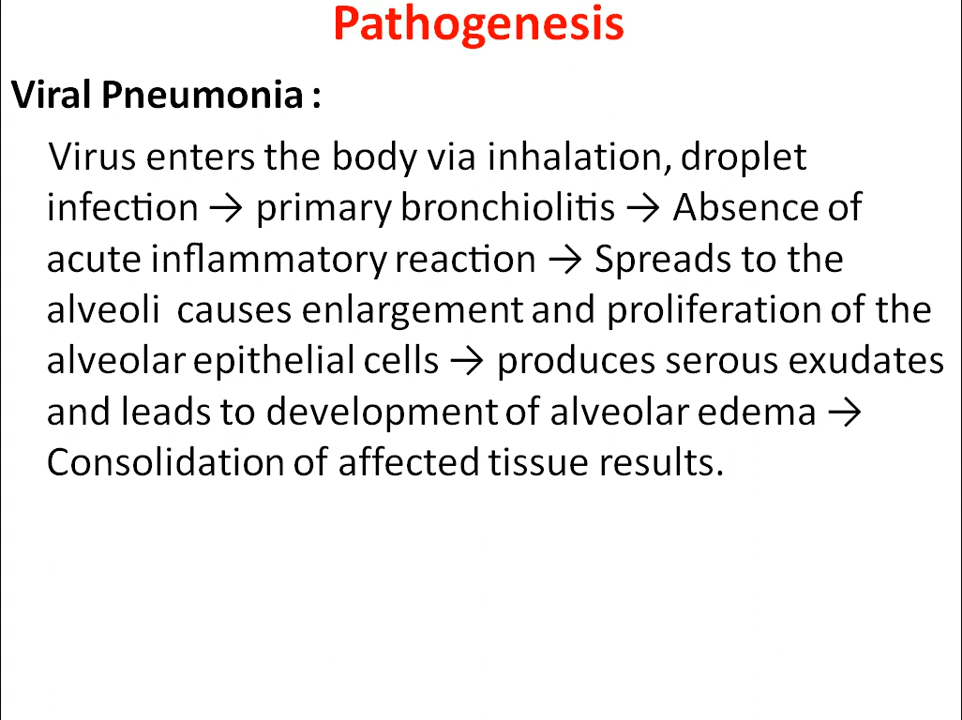 Pathogenesis
Viral Pneumonia :
Virus enters the body via inhalation, droplet
infection → primary bronchiolitis → Absence of
acute inflammatory reaction → Spreads to the
alveoli causes enlargement and proliferation of the
alveolar epithelial cells → produces serous exudates
and leads to development of alveolar edema →
Consolidation of affected tissue results.